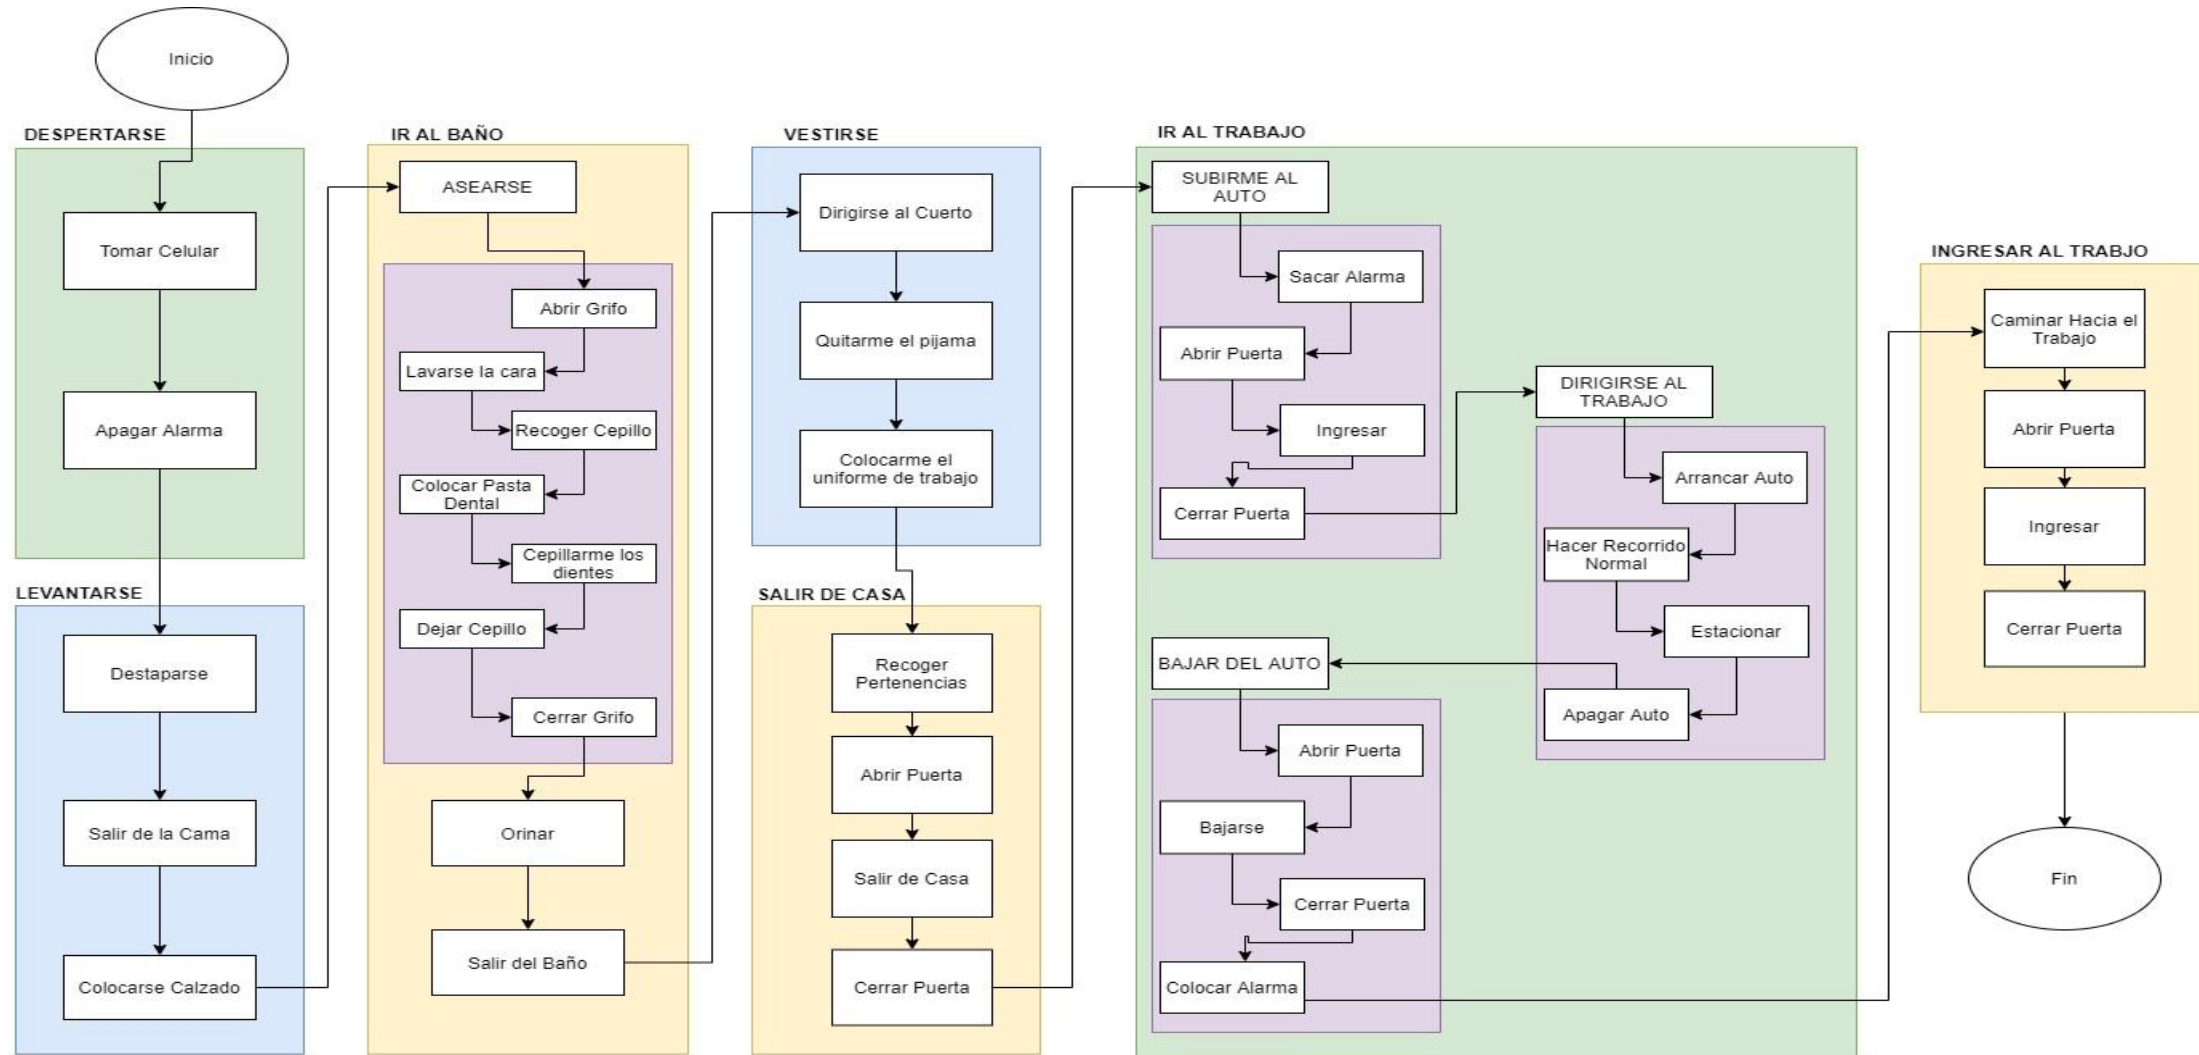 Inicio
DESPERTARSE
Tomar Celular
Apagar Alarma
LEVANTARSE
Destaparse
Salir de la Cama
Colocarse Calzado
IR AL BAÑO
ASEARSE
Abrir Grifo
Lavarse la cara
Recoger Cepillo
Colocar Pasta
Dental
Cepillarme los
dientes
Dejar Cepillo
Cerrar Grifo
Orinar
Salir del Baño
VESTIRSE
Dirigirse al Cuerto
Quitarme el pijama
Colocarme el
uniforme de trabajo
SALIR DE CASA
Recoger
Pertenencias
Abrir Puerta
Salir de Casa
Cerrar Puerta
IR AL TRABAJO
SUBIRME AL
AUTO
Sacar Alarma
Abrir Puerta
Ingresar
Cerrar Puerta
DIRIGIRSE AL
TRABAJO
Arrancar Auto
Hacer Recorrido
Normal
Estacionar
Apagar Auto
BAJAR DEL AUTO
Abrir Puerta
Bajarse
Cerrar Puerta
Colocar Alarma
INGRESAR AL TRABJO
Caminar Hacia el
Trabajo
Abrir Puerta
Ingresar
Cerrar Puerta
Fin